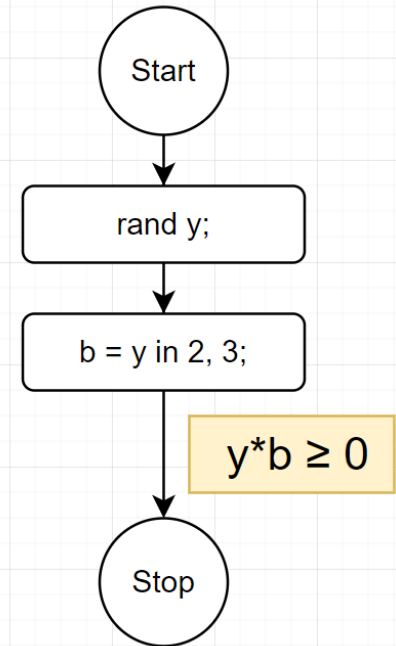 Start
rand y;
b = y in 2, 3;
y*b ≥ 0
Stop